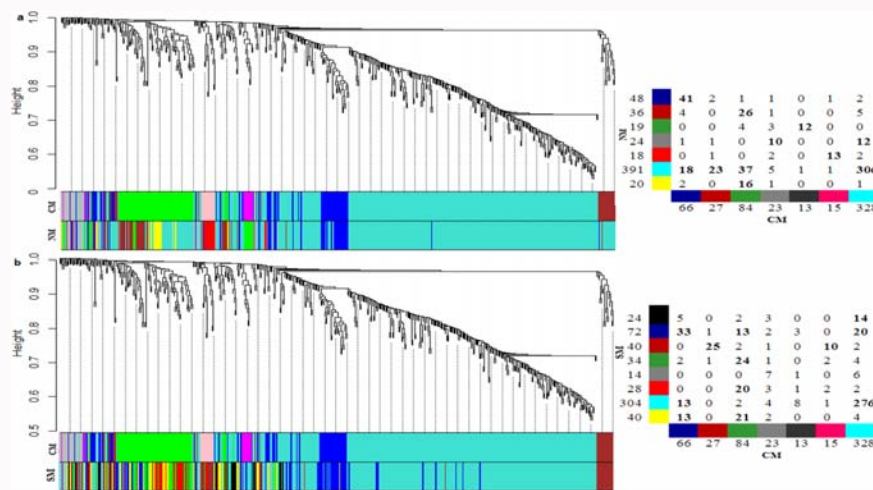 a
1.0
0.9
0.8
0.7
0.6
0
Height
CM
NM
48 41 2 1 1 0 1 2
36 4 0 26 1 0 0 5
19 0 0 4 3 12 0 0
24 1 1 0 10 0 0 12
18 0 1 0 2 0 13 2
391 18 23 37 5 1 1 306
20 2 0 16 1 0 0 1
NM
66 27 84 23 13 15 328
CM
b
1.0
0.9
0.8
0.7
0.6
0.5
Height
CM
SM
24 5 0 2 3 0 0 14
72 33 1 13 2 3 0 20
40 0 25 2 1 0 10 2
34 2 1 24 1 0 2 4
14 0 0 0 7 1 0 6
28 0 0 20 3 1 2 2
304 13 0 2 4 8 1 276
40 13 0 21 2 0 0 4
SM
66 27 84 23 13 15 328
CM